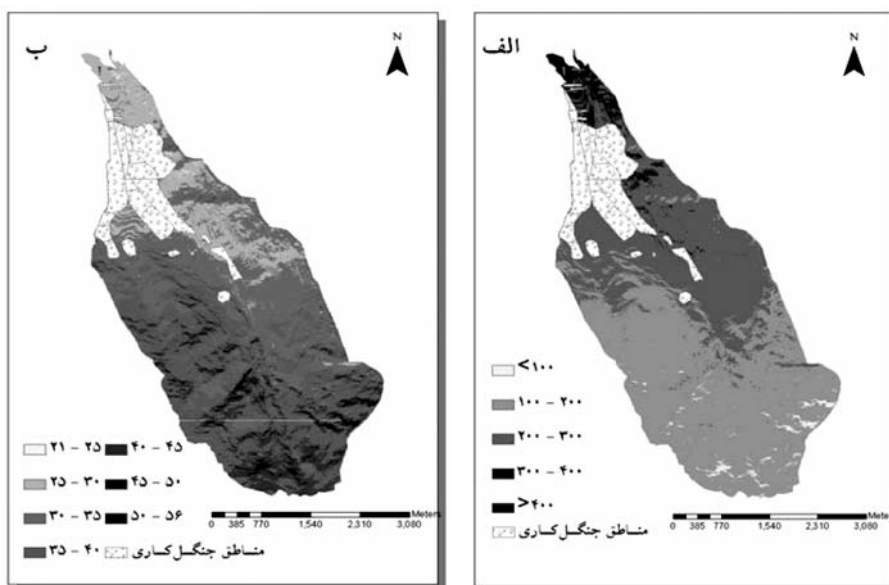 الف
N
<۱۰۰
۱۰۰ - ۲۰۰
۲۰۰ - ۳۰۰
۳۰۰ - ۴۰۰
>۴۰۰
مناطق جنگل‌کاری
0 385 770 1,540 2,310 3,080 Meters
ب
N
۲۱ - ۲۵
۲۵ - ۳۰
۳۰ - ۳۵
۳۵ - ۴۰
۴۰ - ۴۵
۴۵ - ۵۰
۵۰ - ۵۶
مناطق جنگل‌کاری
0 385 770 1,540 2,310 3,080 Meters